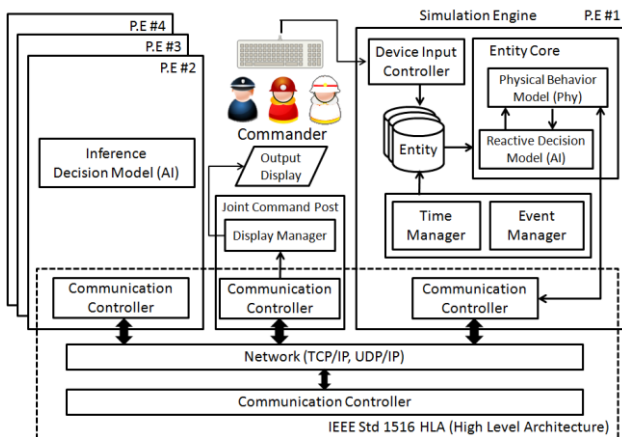 P.E #4
P.E #3
P.E #2
Inference
Decision Model (AI)
Communication
Controller
Commander
Output
Display
Joint Command Post
Display Manager
Communication
Controller
Simulation Engine
P.E #1
Device Input
Controller
Entity
Entity Core
Physical Behavior
Model (Phy)
Reactive Decision
Model (AI)
Time
Manager
Event
Manager
Communication
Controller
Network (TCP/IP, UDP/IP)
Communication Controller
IEEE Std 1516 HLA (High Level Architecture)